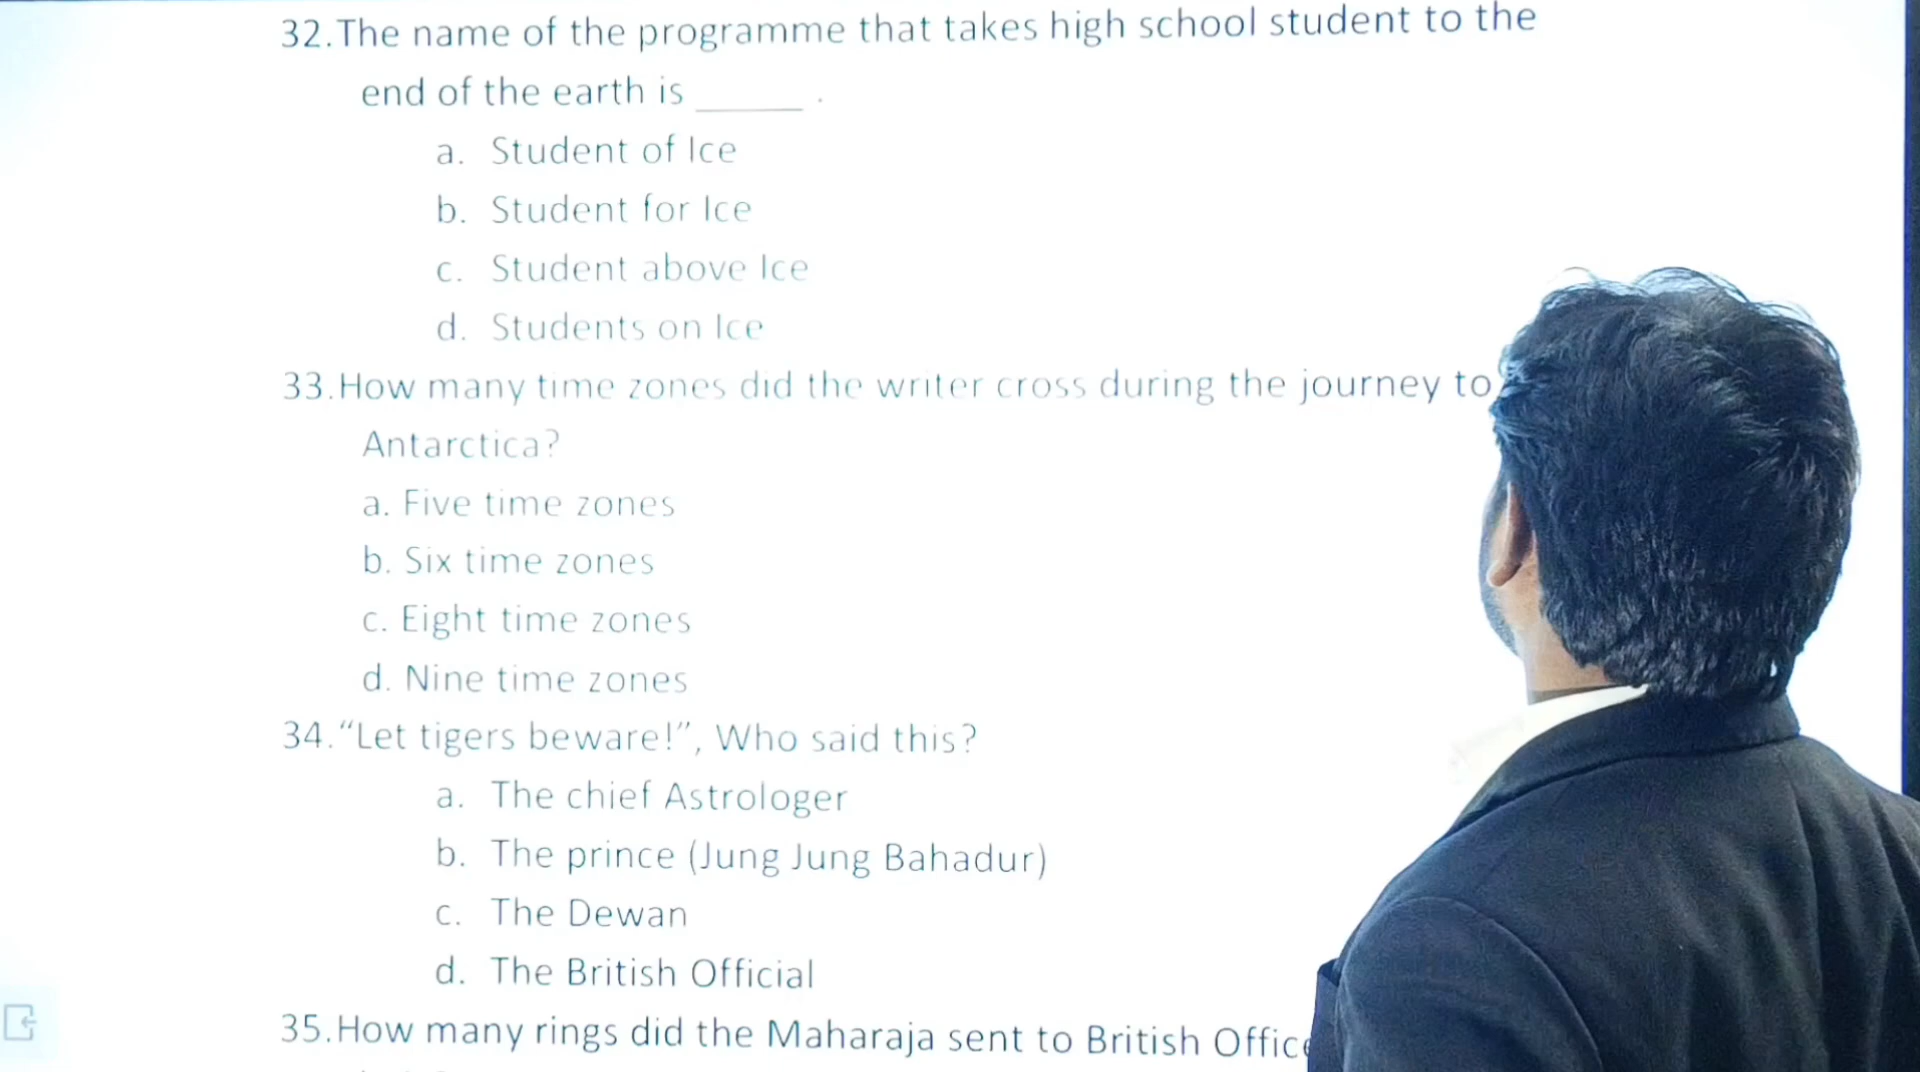 32.The name of the programme that takes high school student to the
end of the earth is ______ .
a. Student of Ice
b. Student for Ice
c. Student above Ice
d. Students on Ice
33.How many time zones did the writer cross during the journey to
Antarctica?
a. Five time zones
b. Six time zones
c. Eight time zones
d. Nine time zones
34.“Let tigers beware!”, Who said this?
a. The chief Astrologer
b. The prince (Jung Jung Bahadur)
c. The Dewan
d. The British Official
35.How many rings did the Maharaja sent to British